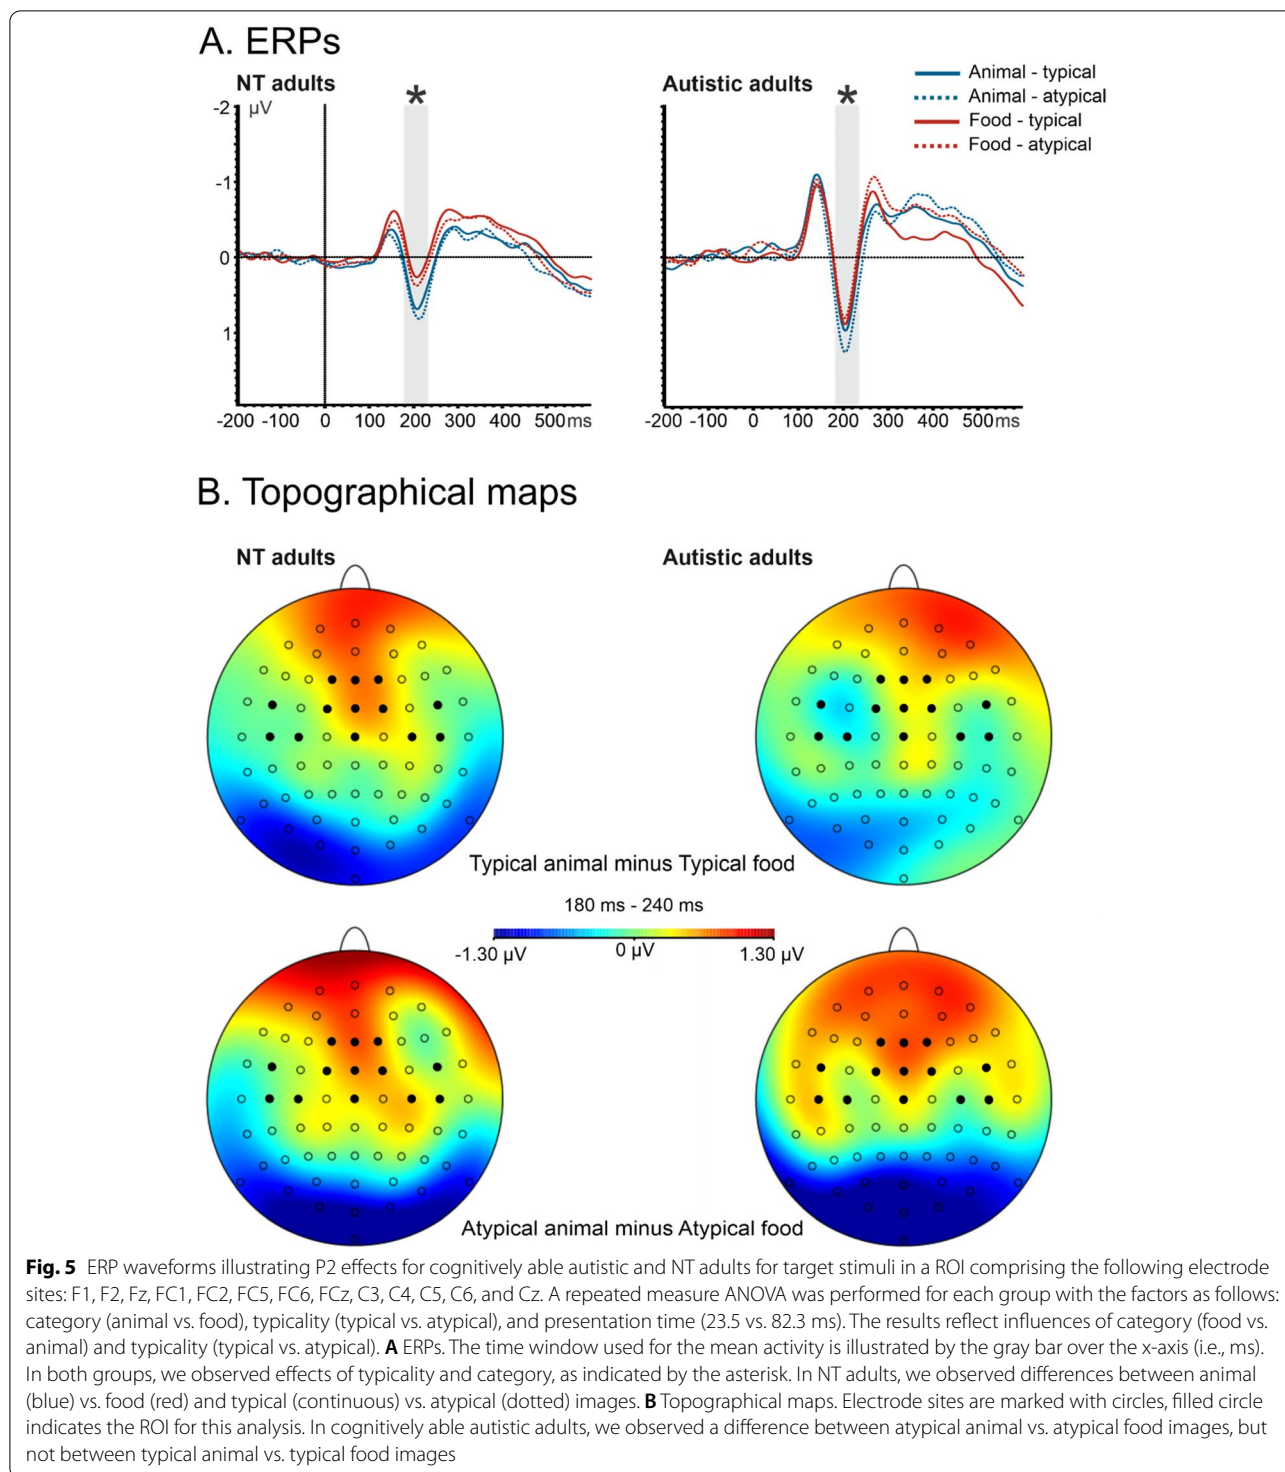 A. ERPs
NT adults
Autistic adults
Animal - typical
Animal - atypical
Food - typical
Food - atypical
* *
-2 μV
-1
0
1
-200 -100 0 100 200 300 400 500 ms
-200 -100 0 100 200 300 400 500 ms
B. Topographical maps
NT adults
Autistic adults
Typical animal minus Typical food
180 ms - 240 ms
-1.30 μV 0 μV 1.30 μV
Atypical animal minus Atypical food
Fig. 5 ERP waveforms illustrating P2 effects for cognitively able autistic and NT adults for target stimuli in a ROI comprising the following electrode
sites: F1, F2, Fz, FC1, FC2, FC5, FC6, FCz, C3, C4, C5, C6, and Cz. A repeated measure ANOVA was performed for each group with the factors as follows:
category (animal vs. food), typicality (typical vs. atypical), and presentation time (23.5 vs. 82.3 ms). The results reflect influences of category (food vs.
animal) and typicality (typical vs. atypical). A ERPs. The time window used for the mean activity is illustrated by the gray bar over the x-axis (i.e., ms).
In both groups, we observed effects of typicality and category, as indicated by the asterisk. In NT adults, we observed differences between animal
(blue) vs. food (red) and typical (continuous) vs. atypical (dotted) images. B Topographical maps. Electrode sites are marked with circles, filled circle
indicates the ROI for this analysis. In cognitively able autistic adults, we observed a difference between atypical animal vs. atypical food images, but
not between typical animal vs. typical food images